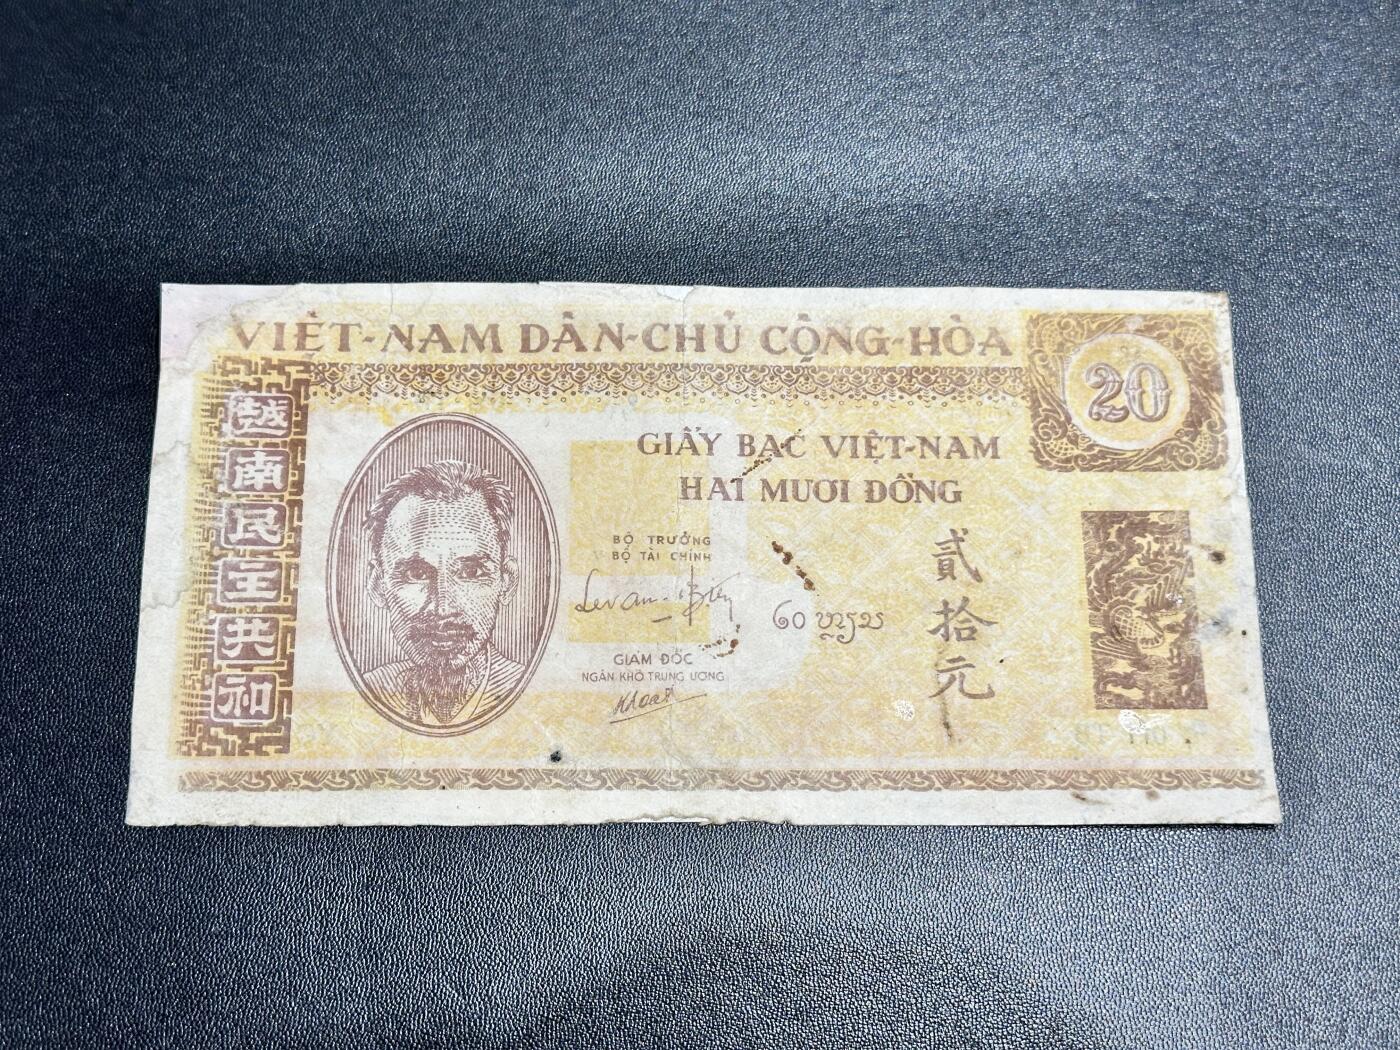 VIỆT-NAM DÂN-CHỦ CỘNG-HÒA
20
越南民主共和
GIẤY BẠC VIỆT-NAM
HAI MƯƠI ĐỒNG
BỘ TRƯỞNG
BỘ TÀI CHÍNH
GIÁM ĐỐC
NGÂN KHỐ TRUNG ƯƠNG
貳拾元